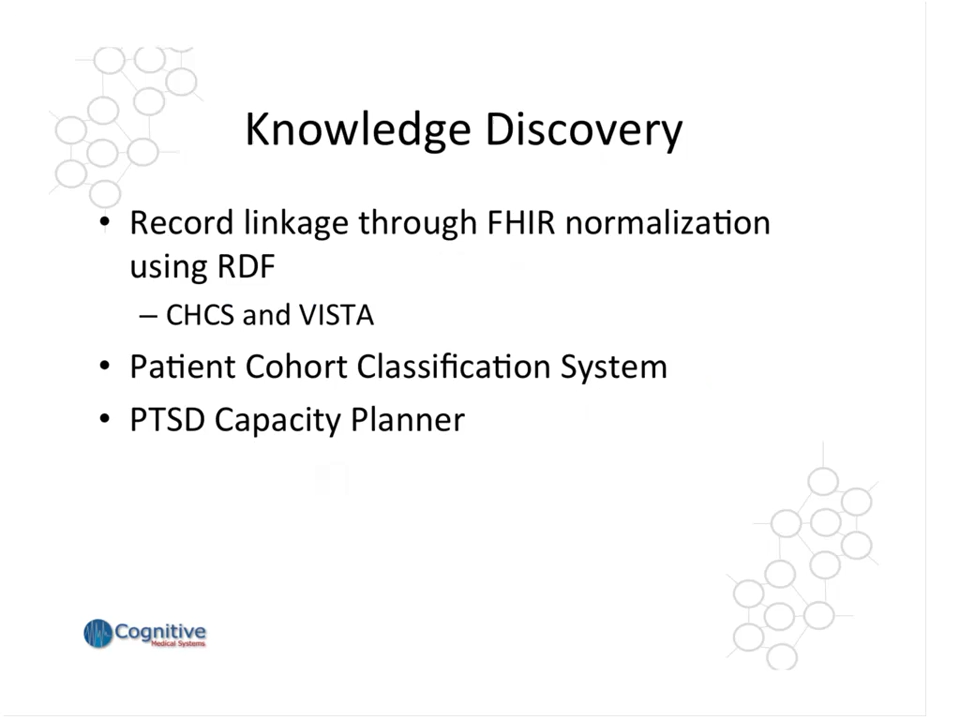 Knowledge Discovery
• Record linkage through FHIR normalization
using RDF
– CHCS and VISTA
• Patient Cohort Classification System
• PTSD Capacity Planner
Cognitive
Medical Systems